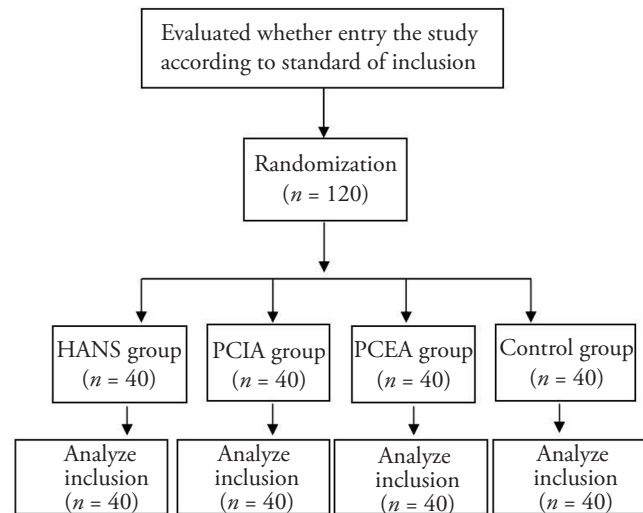 Evaluated whether entry the study
according to standard of inclusion
Randomization
(n = 120)
HANS group
(n = 40)
PCIA group
(n = 40)
PCEA group
(n = 40)
Control group
(n = 40)
Analyze
inclusion
(n = 40)
Analyze
inclusion
(n = 40)
Analyze
inclusion
(n = 40)
Analyze
inclusion
(n = 40)